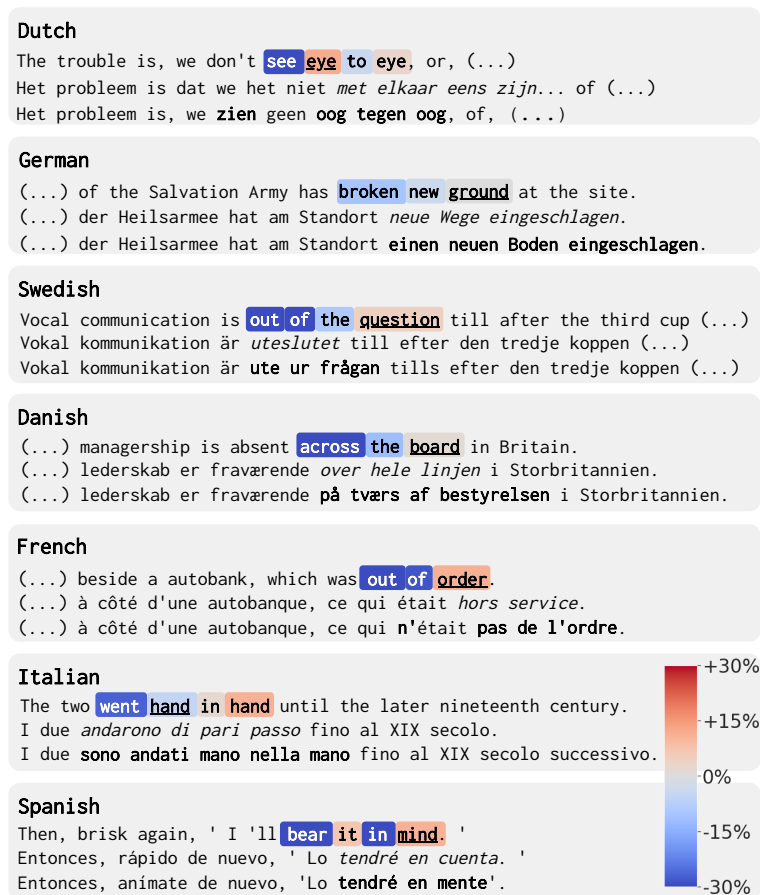 Dutch
The trouble is, we don't see eye to eye, or, (...)
Het probleem is dat we het niet met elkaar eens zijn... of (...)
Het probleem is, we zien geen oog tegen oog, of, (...)
German
(...) of the Salvation Army has broken new ground at the site.
(...) der Heilsarmee hat am Standort neue Wege eingeschlagen.
(...) der Heilsarmee hat am Standort einen neuen Boden eingeschlagen.
Swedish
Vocal communication is out of the question till after the third cup (...)
Vokal kommunikation är uteslutet till efter den tredje koppen (...)
Vokal kommunikation är ute ur frågan tills efter den tredje koppen (...)
Danish
(...) managership is absent across the board in Britain.
(...) lederskab er fraværende over hele linjen i Storbritannien.
(...) lederskab er fraværende på tværs af bestyrelsen i Storbritannien.
French
(...) beside a autobank, which was out of order.
(...) à côté d'une autobanque, ce qui était hors service.
(...) à côté d'une autobanque, ce qui n'était pas de l'ordre.
Italian
The two went hand in hand until the later nineteenth century.
I due andarono di pari passo fino al XIX secolo.
I due sono andati mano nella mano fino al XIX secolo successivo.
+30%
+15%
0%
-15%
-30%
Spanish
Then, brisk again, ' I 'll bear it in mind. '
Entonces, rápido de nuevo, ' Lo tendré en cuenta. '
Entonces, anímate de nuevo, 'Lo tendré en mente'.